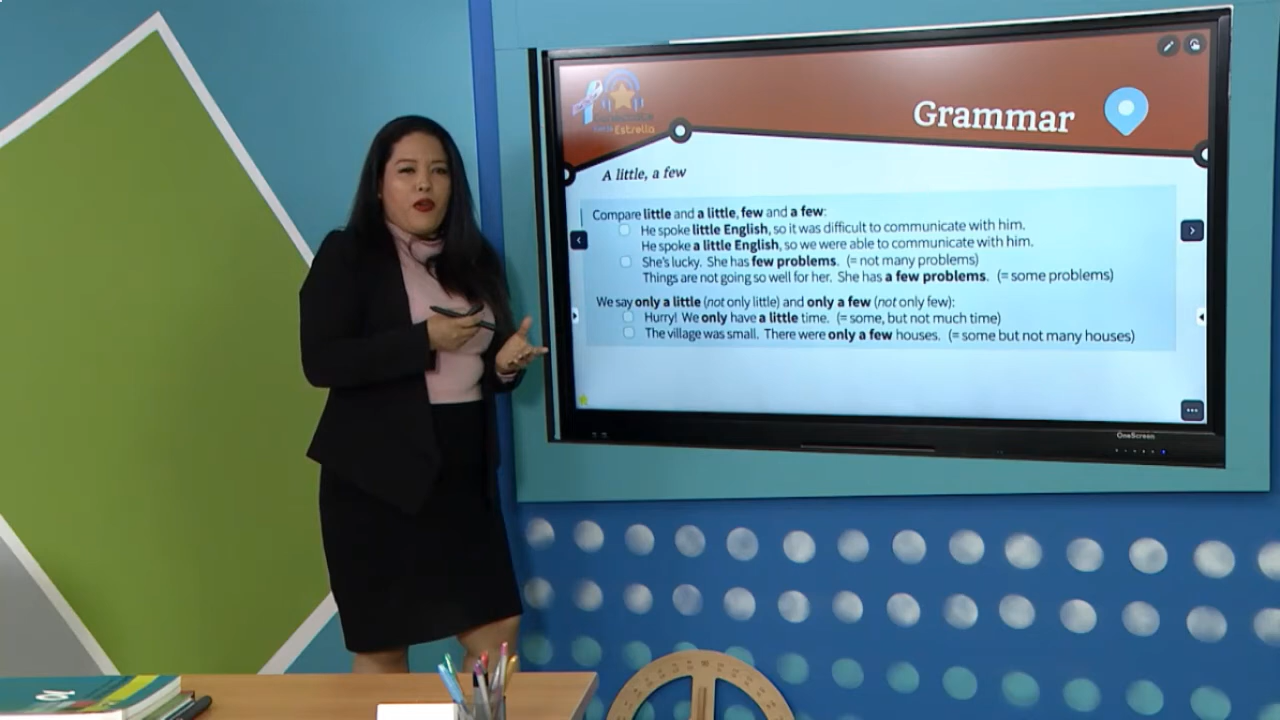 Grammar
Estrella
A little, a few
Compare little and a little, few and a few:
He spoke little English, so it was difficult to communicate with him.
He spoke a little English, so we were able to communicate with him.
She's lucky. She has few problems. (= not many problems)
Things are not going so well for her. She has a few problems. (= some problems)
We say only a little (not only little) and only a few (not only few):
Hurry! We only have a little time. (= some, but not much time)
The village was small. There were only a few houses. (= some but not many houses)
OneScreen